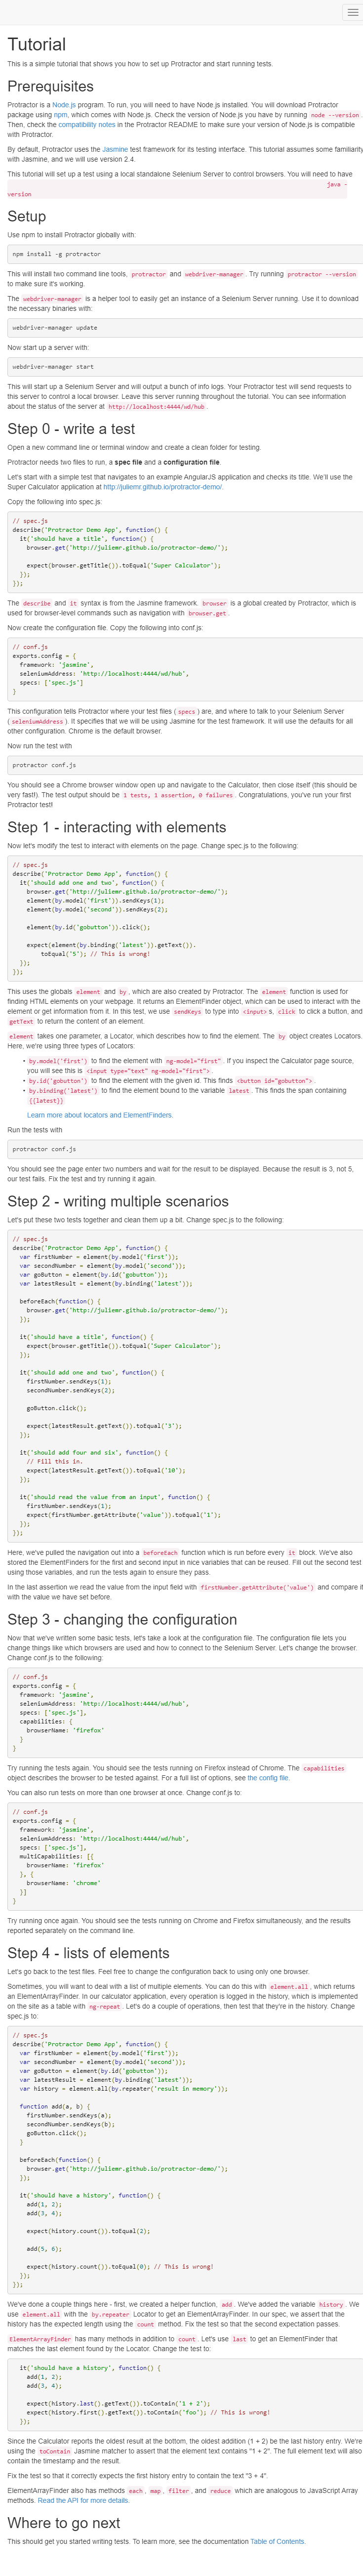 Tutorial
This is a simple tutorial that shows you how to set up Protractor and start running tests.
Prerequisites
Protractor is a Node.js program. To run, you will need to have Node.js installed. You will download Protractor
package using npm, which comes with Node.js. Check the version of Node.js you have by running node --version.
Then, check the compatibility notes in the Protractor README to make sure your version of Node.js is compatible
with Protractor.
By default, Protractor uses the Jasmine test framework for its testing interface. This tutorial assumes some familiarity
with Jasmine, and we will use version 2.4.
This tutorial will set up a test using a local standalone Selenium Server to control browsers. You will need to have
java -
version
Setup
Use npm to install Protractor globally with:
npm install -g protractor
This will install two command line tools, protractor and webdriver-manager. Try running protractor --version
to make sure it's working.
The webdriver-manager is a helper tool to easily get an instance of a Selenium Server running. Use it to download
the necessary binaries with:
webdriver-manager update
Now start up a server with:
webdriver-manager start
This will start up a Selenium Server and will output a bunch of info logs. Your Protractor test will send requests to
this server to control a local browser. Leave this server running throughout the tutorial. You can see information
about the status of the server at http://localhost:4444/wd/hub.
Step 0 - write a test
Open a new command line or terminal window and create a clean folder for testing.
Protractor needs two files to run, a spec file and a configuration file.
Let's start with a simple test that navigates to an example AngularJS application and checks its title. We'll use the
Super Calculator application at http://juliemr.github.io/protractor-demo/.
Copy the following into spec.js:
// spec.js
describe('Protractor Demo App', function() {
it('should have a title', function() {
browser.get('http://juliemr.github.io/protractor-demo/');
expect(browser.getTitle()).toEqual('Super Calculator');
});
});
The describe and it syntax is from the Jasmine framework. browser is a global created by Protractor, which is
used for browser-level commands such as navigation with browser.get.
Now create the configuration file. Copy the following into conf.js:
// conf.js
exports.config = {
framework: 'jasmine',
seleniumAddress: 'http://localhost:4444/wd/hub',
specs: ['spec.js']
}
This configuration tells Protractor where your test files (specs) are, and where to talk to your Selenium Server
(seleniumAddress). It specifies that we will be using Jasmine for the test framework. It will use the defaults for all
other configuration. Chrome is the default browser.
Now run the test with
protractor conf.js
You should see a Chrome browser window open up and navigate to the Calculator, then close itself (this should be
very fast!). The test output should be 1 tests, 1 assertion, 0 failures. Congratulations, you've run your first
Protractor test!
Step 1 - interacting with elements
Now let's modify the test to interact with elements on the page. Change spec.js to the following:
// spec.js
describe('Protractor Demo App', function() {
it('should add one and two', function() {
browser.get('http://juliemr.github.io/protractor-demo/');
element(by.model('first')).sendKeys(1);
element(by.model('second')).sendKeys(2);
element(by.id('gobutton')).click();
expect(element(by.binding('latest')).getText()).
toEqual('5'); // This is wrong!
});
});
This uses the globals element and by, which are also created by Protractor. The element function is used for
finding HTML elements on your webpage. It returns an ElementFinder object, which can be used to interact with the
element or get information from it. In this test, we use sendKeys to type into <input>s, click to click a button, and
getText to return the content of an element.
element takes one parameter, a Locator, which describes how to find the element. The by object creates Locators.
Here, we're using three types of Locators:
• by.model('first') to find the element with ng-model="first". If you inspect the Calculator page source,
you will see this is <input type="text" ng-model="first">.
• by.id('gobutton') to find the element with the given id. This finds <button id="gobutton">.
• by.binding('latest') to find the element bound to the variable latest. This finds the span containing
{{latest}}
Learn more about locators and ElementFinders.
Run the tests with
protractor conf.js
You should see the page enter two numbers and wait for the result to be displayed. Because the result is 3, not 5,
our test fails. Fix the test and try running it again.
Step 2 - writing multiple scenarios
Let's put these two tests together and clean them up a bit. Change spec.js to the following:
// spec.js
describe('Protractor Demo App', function() {
var firstNumber = element(by.model('first'));
var secondNumber = element(by.model('second'));
var goButton = element(by.id('gobutton'));
var latestResult = element(by.binding('latest'));
beforeEach(function() {
browser.get('http://juliemr.github.io/protractor-demo/');
});
it('should have a title', function() {
expect(browser.getTitle()).toEqual('Super Calculator');
});
it('should add one and two', function() {
firstNumber.sendKeys(1);
secondNumber.sendKeys(2);
goButton.click();
expect(latestResult.getText()).toEqual('3');
});
it('should add four and six', function() {
// Fill this in.
expect(latestResult.getText()).toEqual('10');
});
it('should read the value from an input', function() {
firstNumber.sendKeys(1);
expect(firstNumber.getAttribute('value')).toEqual('1');
});
});
Here, we've pulled the navigation out into a beforeEach function which is run before every it block. We've also
stored the ElementFinders for the first and second input in nice variables that can be reused. Fill out the second test
using those variables, and run the tests again to ensure they pass.
In the last assertion we read the value from the input field with firstNumber.getAttribute('value') and compare it
with the value we have set before.
Step 3 - changing the configuration
Now that we've written some basic tests, let's take a look at the configuration file. The configuration file lets you
change things like which browsers are used and how to connect to the Selenium Server. Let's change the browser.
Change conf.js to the following:
// conf.js
exports.config = {
framework: 'jasmine',
seleniumAddress: 'http://localhost:4444/wd/hub',
specs: ['spec.js'],
capabilities: {
browserName: 'firefox'
}
}
Try running the tests again. You should see the tests running on Firefox instead of Chrome. The capabilities
object describes the browser to be tested against. For a full list of options, see the config file.
You can also run tests on more than one browser at once. Change conf.js to:
// conf.js
exports.config = {
framework: 'jasmine',
seleniumAddress: 'http://localhost:4444/wd/hub',
specs: ['spec.js'],
multiCapabilities: [{
browserName: 'firefox'
}, {
browserName: 'chrome'
}]
}
Try running once again. You should see the tests running on Chrome and Firefox simultaneously, and the results
reported separately on the command line.
Step 4 - lists of elements
Let's go back to the test files. Feel free to change the configuration back to using only one browser.
Sometimes, you will want to deal with a list of multiple elements. You can do this with element.all, which returns
an ElementArrayFinder. In our calculator application, every operation is logged in the history, which is implemented
on the site as a table with ng-repeat. Let's do a couple of operations, then test that they're in the history. Change
spec.js to:
// spec.js
describe('Protractor Demo App', function() {
var firstNumber = element(by.model('first'));
var secondNumber = element(by.model('second'));
var goButton = element(by.id('gobutton'));
var latestResult = element(by.binding('latest'));
var history = element.all(by.repeater('result in memory'));
function add(a, b) {
firstNumber.sendKeys(a);
secondNumber.sendKeys(b);
goButton.click();
}
beforeEach(function() {
browser.get('http://juliemr.github.io/protractor-demo/');
});
it('should have a history', function() {
add(1, 2);
add(3, 4);
expect(history.count()).toEqual(2);
add(5, 6);
expect(history.count()).toEqual(0); // This is wrong!
});
});
We've done a couple things here - first, we created a helper function, add. We've added the variable history. We
use element.all with the by.repeater Locator to get an ElementArrayFinder. In our spec, we assert that the
history has the expected length using the count method. Fix the test so that the second expectation passes.
ElementArrayFinder has many methods in addition to count. Let's use last to get an ElementFinder that
matches the last element found by the Locator. Change the test to:
it('should have a history', function() {
add(1, 2);
add(3, 4);
expect(history.last().getText()).toContain('1 + 2');
expect(history.first().getText()).toContain('foo'); // This is wrong!
});
Since the Calculator reports the oldest result at the bottom, the oldest addition (1 + 2) be the last history entry. We're
using the toContain Jasmine matcher to assert that the element text contains "1 + 2". The full element text will also
contain the timestamp and the result.
Fix the test so that it correctly expects the first history entry to contain the text "3 + 4".
ElementArrayFinder also has methods each, map, filter, and reduce which are analogous to JavaScript Array
methods. Read the API for more details.
Where to go next
This should get you started writing tests. To learn more, see the documentation Table of Contents.